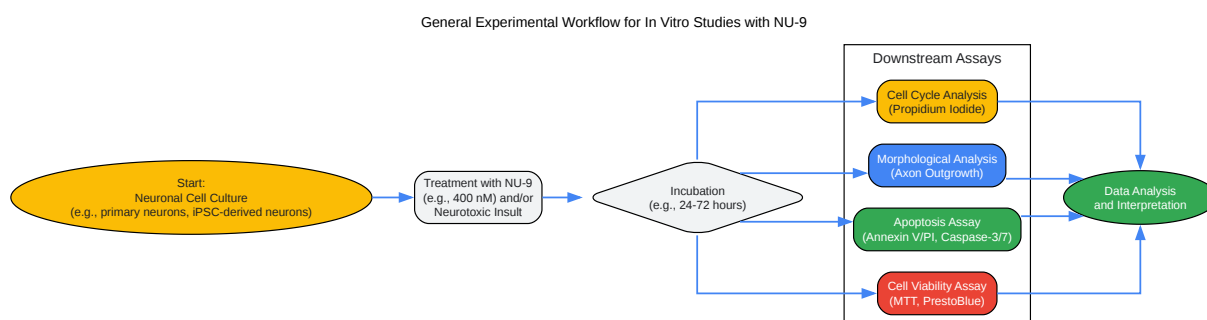 General Experimental Workflow for In Vitro Studies with NU-9
Start:
Neuronal Cell Culture
(e.g., primary neurons, iPSC-derived neurons)
Treatment with NU-9
(e.g., 400 nM) and/or
Neurotoxic Insult
Incubation
(e.g., 24-72 hours)
Downstream Assays
Cell Cycle Analysis
(Propidium Iodide)
Morphological Analysis
(Axon Outgrowth)
Apoptosis Assay
(Annexin V/PI, Caspase-3/7)
Cell Viability Assay
(MTT, PrestoBlue)
Data Analysis
and Interpretation